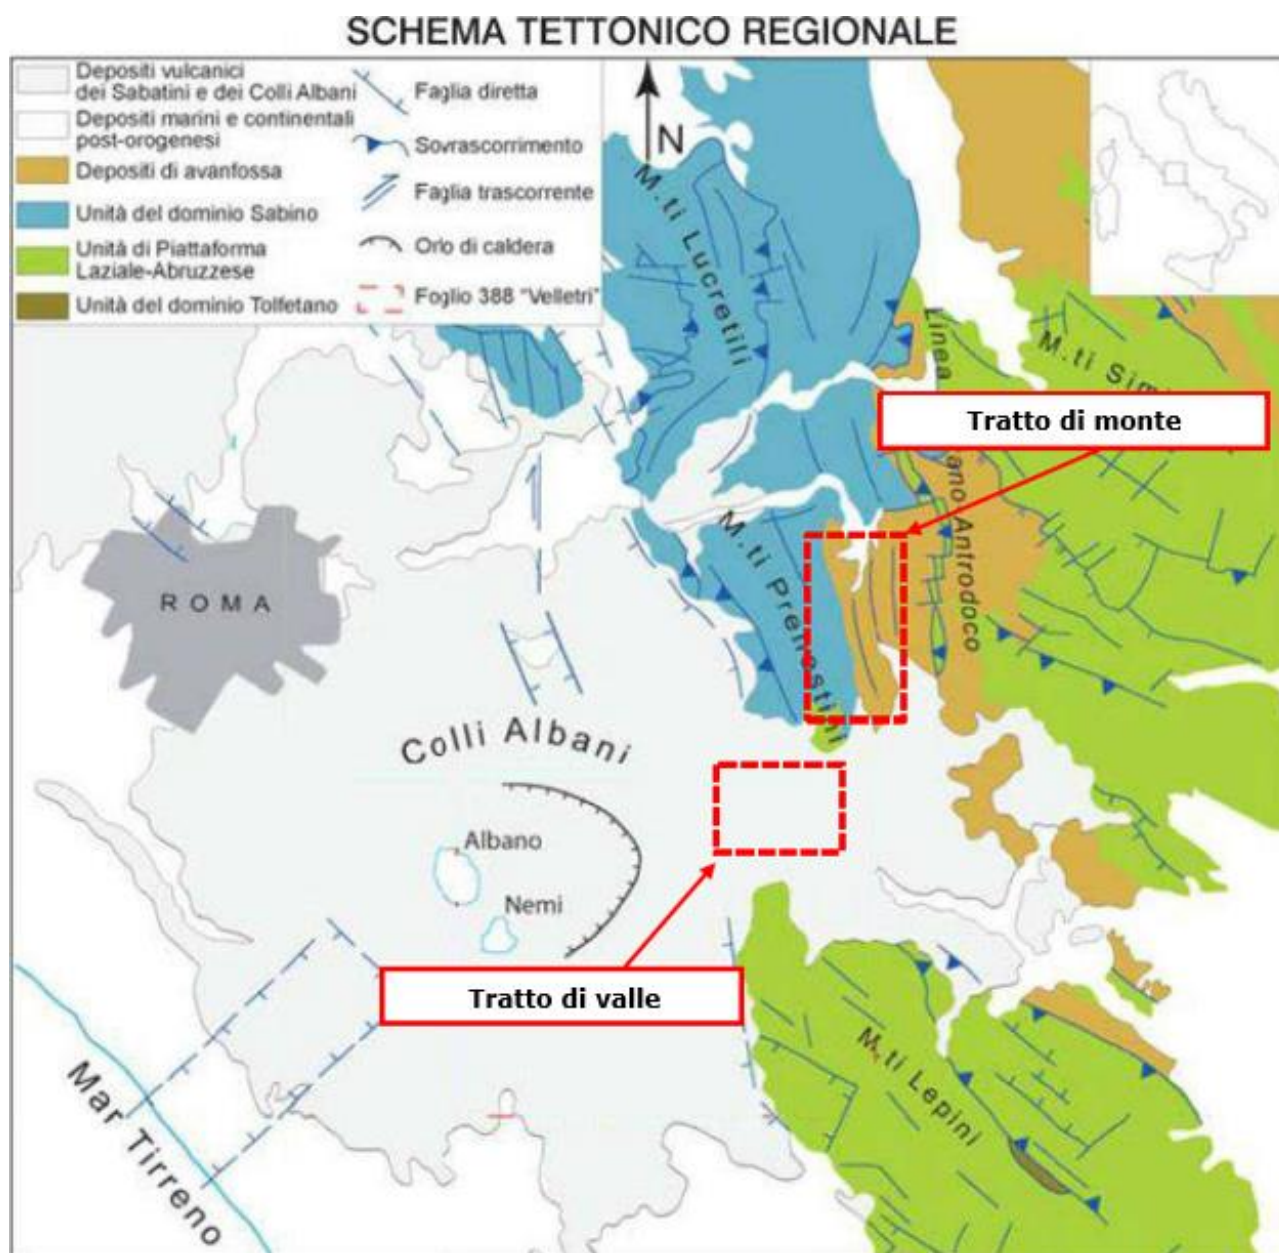 SCHEMA TETTONICO REGIONALE
Depositi vulcanici
dei Sabatini e dei Colli Albani
Depositi marini e continentali
post-orogenesi
Depositi di avanfossa
Unità del dominio Sabino
Unità di Piattaforma
Laziale-Abruzzese
Unità del dominio Tolfetano
Faglia diretta
Sovrascorrimento
Faglia trascorrente
Orlo di caldera
Foglio 388 "Velletri"
N
M.ti Lucretili
Linea
M.ti Sim
Tratto di monte
ano Antrodoco
M.ti Prenestini
ROMA
Colli Albani
Albano
Nemi
Tratto di valle
M.ti Lepini
Mar Tirreno